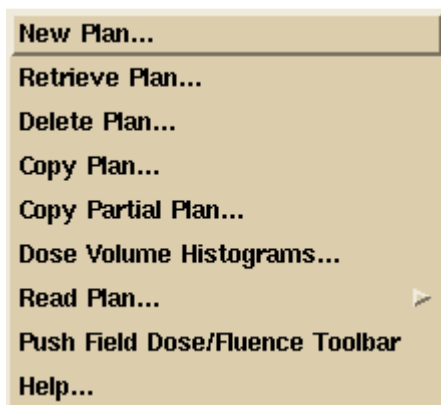 New Plan...
Retrieve Plan...
Delete Plan...
Copy Plan...
Copy Partial Plan...
Dose Volume Histograms...
Read Plan...
Push Field Dose/Fluence Toolbar
Help...